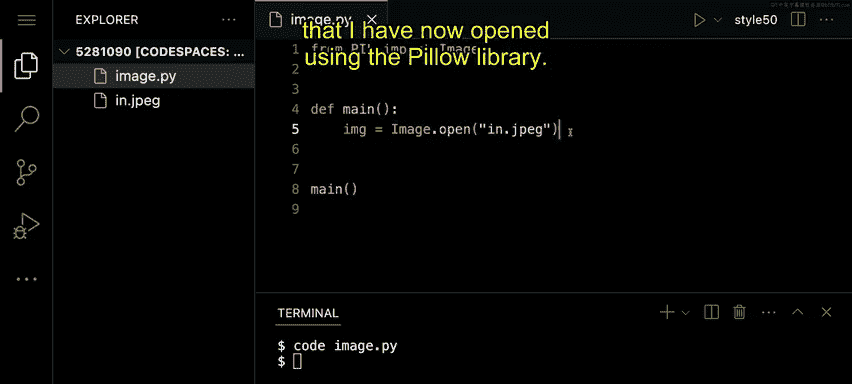 image.py
that I have now opened
using the Pillow library.
style50
EXPLORER
5281090 [CODESPACES: ...
image.py
in.jpeg
1
2
3
4 def main():
5 img = Image.open("in.jpeg")
6
7
8 main()
9
TERMINAL
$ code image.py
$